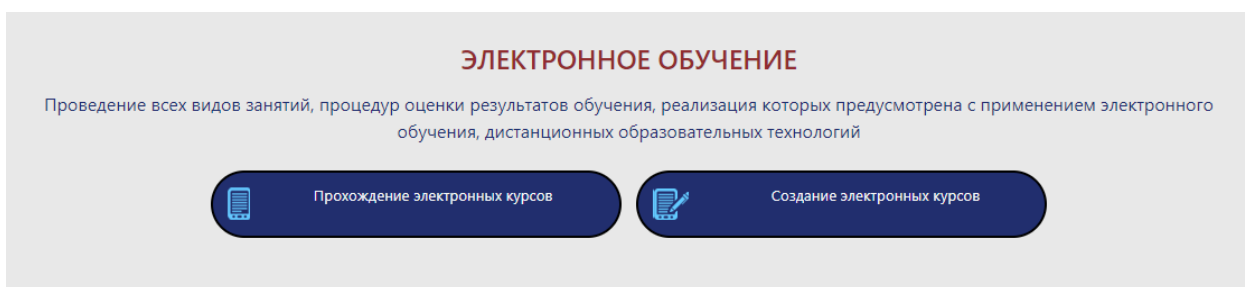 ЭЛЕКТРОННОЕ ОБУЧЕНИЕ
Проведение всех видов занятий, процедур оценки результатов обучения, реализация которых предусмотрена с применением электронного
обучения, дистанционных образовательных технологий
Прохождение электронных курсов
Создание электронных курсов